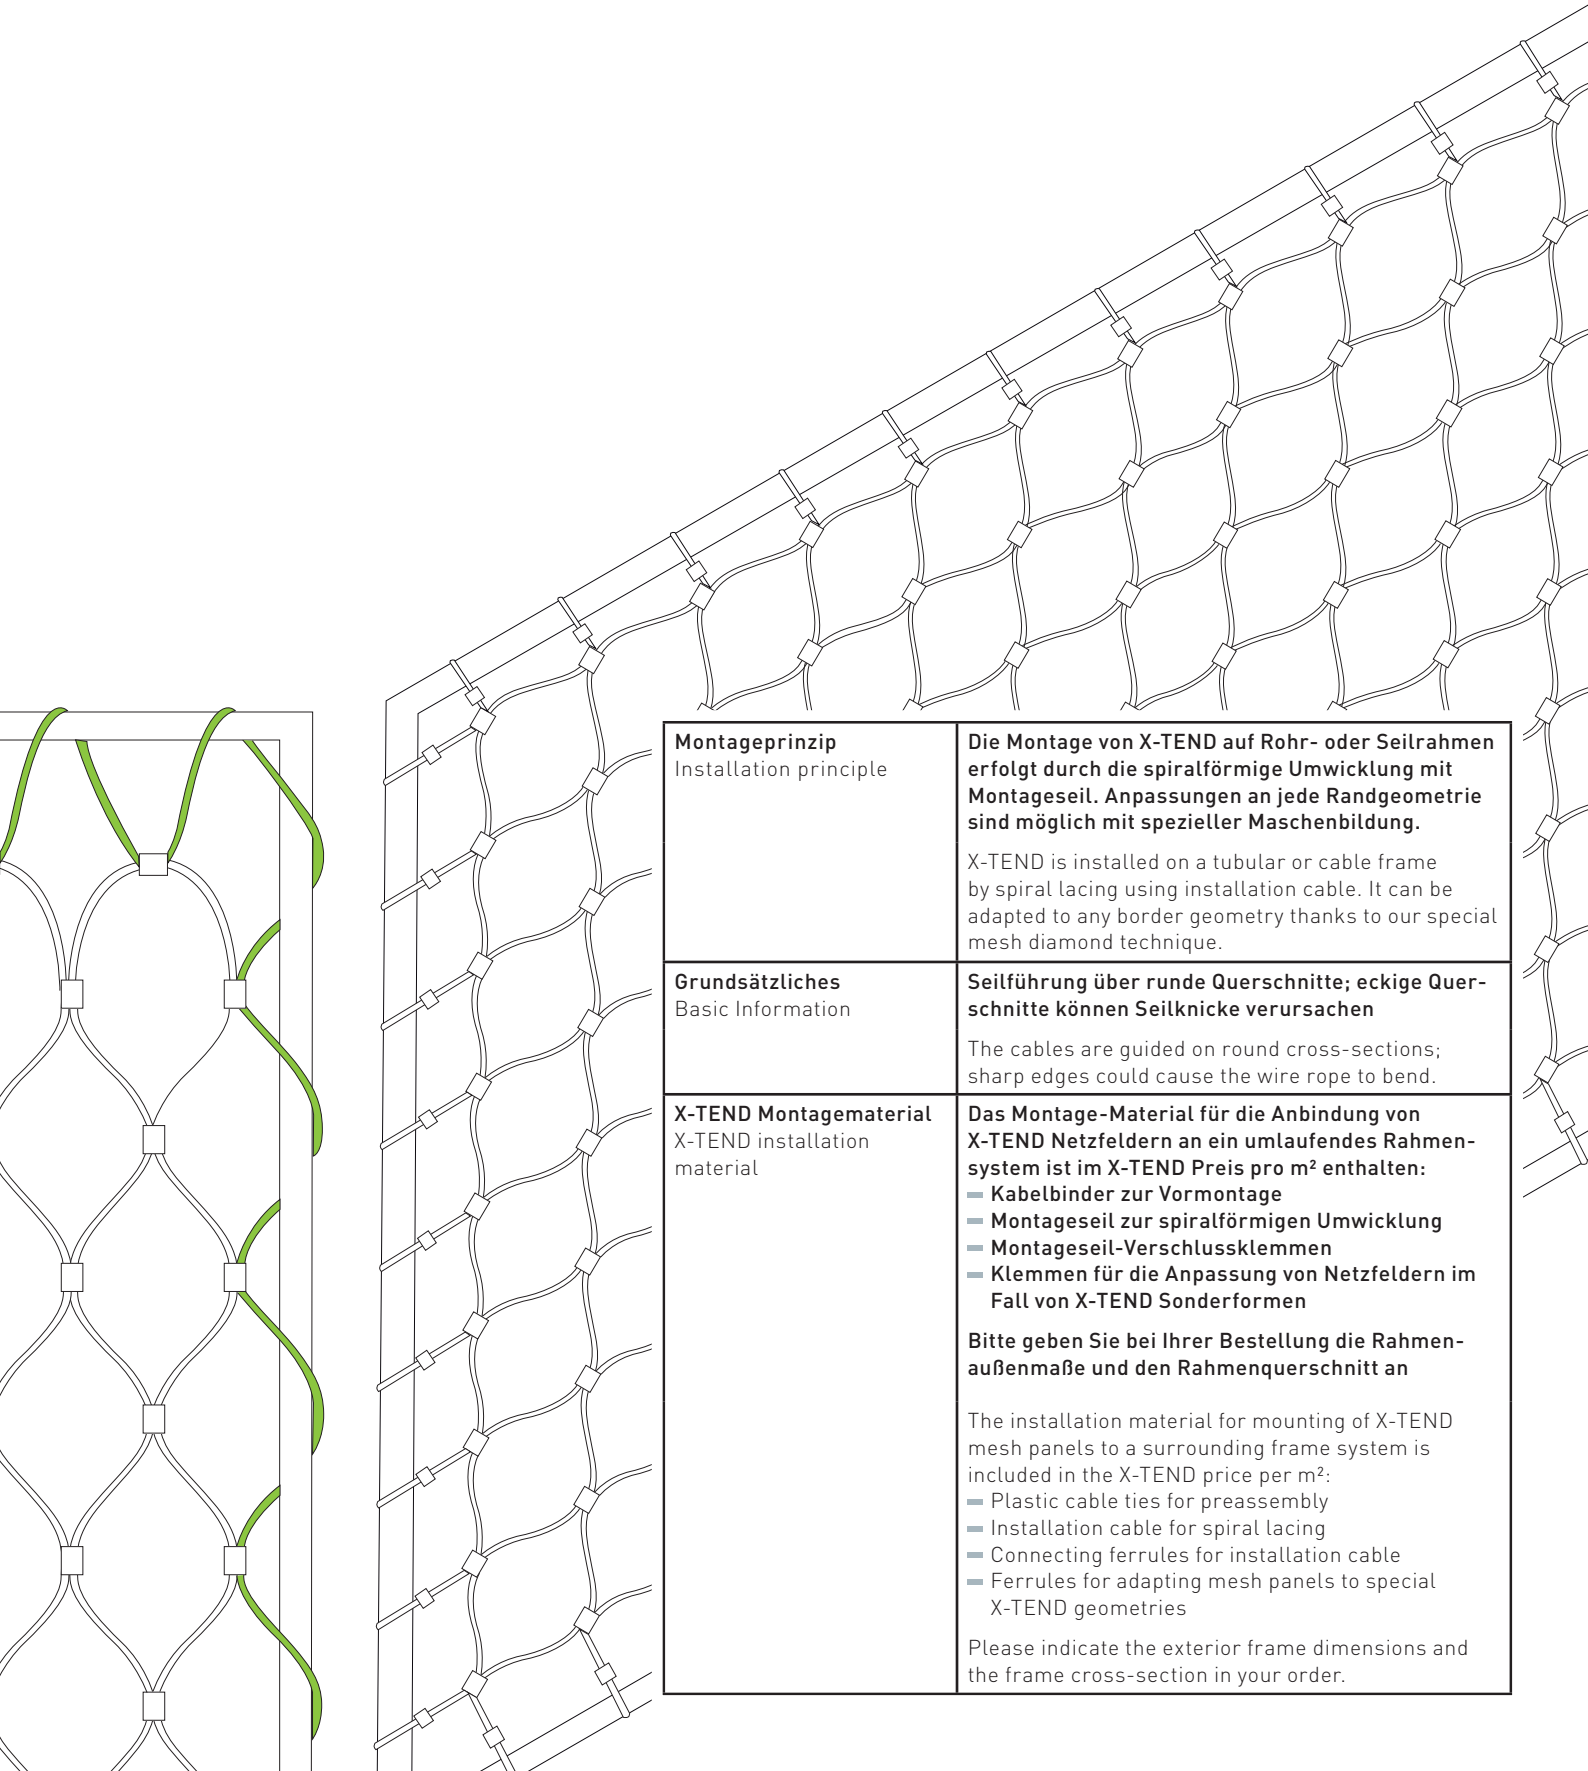 Montageprinzip
Installation principle
Die Montage von X-TEND auf Rohr- oder Seilrahmen
erfolgt durch die spiralförmige Umwicklung mit
Montageseil. Anpassungen an jede Randgeometrie
sind möglich mit spezieller Maschenbildung.
X-TEND is installed on a tubular or cable frame
by spiral lacing using installation cable. It can be
adapted to any border geometry thanks to our special
mesh diamond technique.
Grundsätzliches
Basic Information
Seilführung über runde Querschnitte; eckige Quer-
schnitte können Seilknicke verursachen
The cables are guided on round cross-sections;
sharp edges could cause the wire rope to bend.
X-TEND Montagematerial
X-TEND installation
material
Das Montage-Material für die Anbindung von
X-TEND Netzfeldern an ein umlaufendes Rahmen-
system ist im X-TEND Preis pro m² enthalten:
Kabelbinder zur Vormontage
Montageseil zur spiralförmigen Umwicklung
Montageseil-Verschlussklemmen
Klemmen für die Anpassung von Netzfeldern im
Fall von X-TEND Sonderformen
Bitte geben Sie bei Ihrer Bestellung die Rahmen-
außenmaße und den Rahmenquerschnitt an
The installation material for mounting of X-TEND
mesh panels to a surrounding frame system is
included in the X-TEND price per m²:
Plastic cable ties for preassembly
Installation cable for spiral lacing
Connecting ferrules for installation cable
Ferrules for adapting mesh panels to special
X-TEND geometries
Please indicate the exterior frame dimensions and
the frame cross-section in your order.